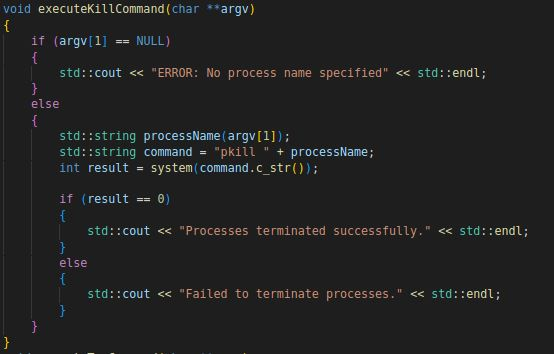 void executeKillCommand(char **argv)
{
    if (argv[1] == NULL)
    {
        std::cout << "ERROR: No process name specified" << std::endl;
    }
    else
    {
        std::string processName(argv[1]);
        std::string command = "pkill " + processName;
        int result = system(command.c_str());

        if (result == 0)
        {
            std::cout << "Processes terminated successfully." << std::endl;
        }
        else
        {
            std::cout << "Failed to terminate processes." << std::endl;
        }
    }
}